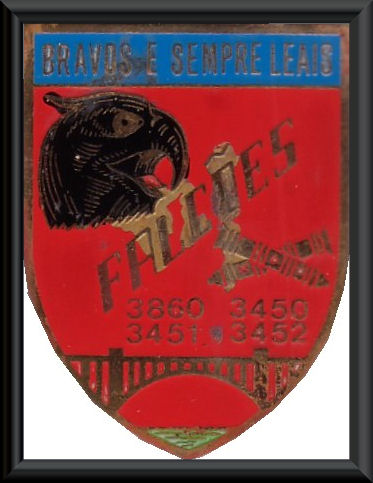 BRAVOS E SEMPRE LEAIS
FALCÕES
3860 3450
3451 3452